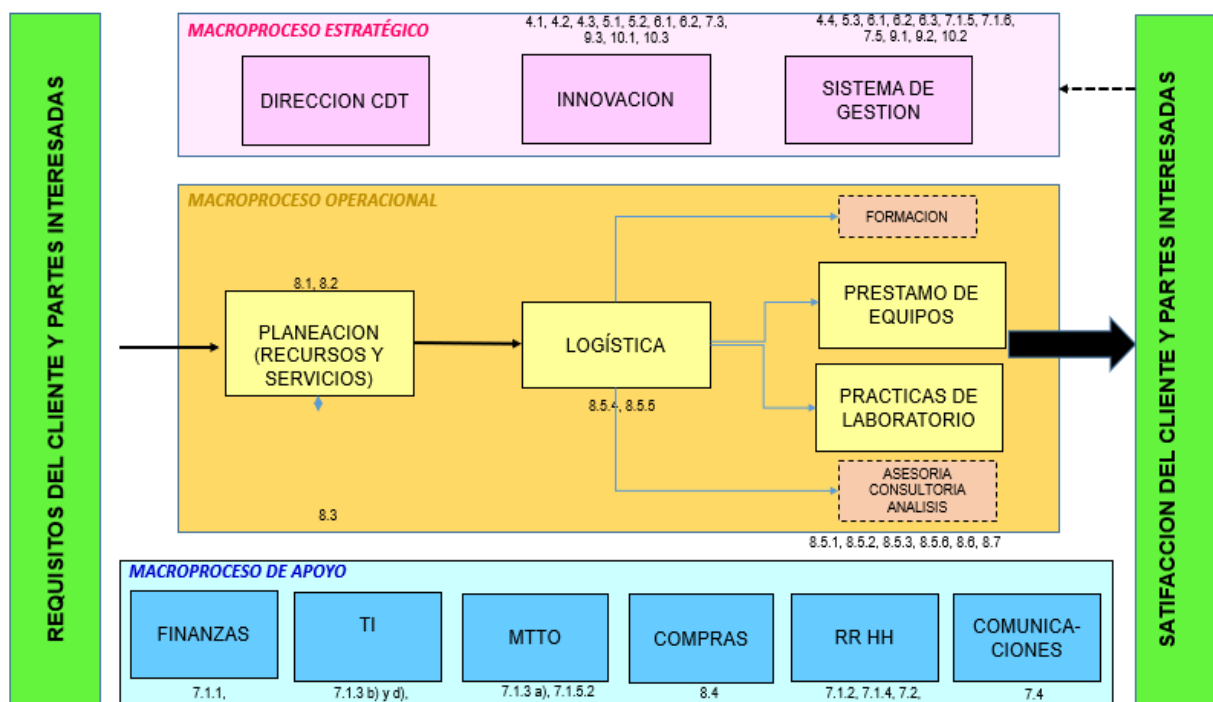 REQUISITOS DEL CLIENTE Y PARTES INTERESADAS
MACROPROCESO ESTRATÉGICO
4.1, 4.2, 4.3, 5.1, 5.2, 6.1, 6.2, 7.3,
9.3, 10.1, 10.3
4.4, 5.3, 6.1, 6.2, 6.3, 7.1.5, 7.1.6,
7.5, 9.1, 9.2, 10.2
DIRECCION CDT
INNOVACION
SISTEMA DE
GESTION
MACROPROCESO OPERACIONAL
FORMACION
8.1, 8.2
PLANEACION
(RECURSOS Y
SERVICIOS)
LOGÍSTICA
8.5.4, 8.5.5
PRESTAMO DE
EQUIPOS
PRACTICAS DE
LABORATORIO
ASESORIA
CONSULTORIA
ANALISIS
8.3
8.5.1, 8.5.2, 8.5.3, 8.5.6, 8.6, 8.7
MACROPROCESO DE APOYO
FINANZAS
TI
MTTO
COMPRAS
RR HH
COMUNICA-
CIONES
7.1.1,
7.1.3 b) y d),
7.1.3 a), 7.1.5.2
8.4
7.1.2, 7.1.4, 7.2,
7.4
SATIFACCION DEL CLIENTE Y PARTES INTERESADAS